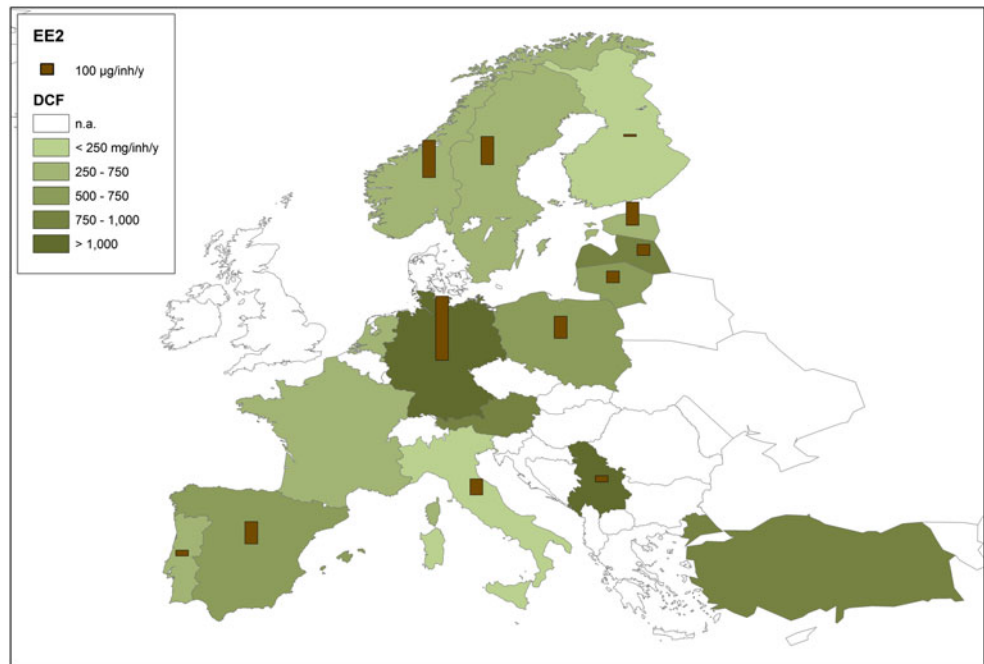 EE2
100 µg/inh/y
DCF
n.a.
< 250 mg/inh/y
250 - 750
500 - 750
750 - 1,000
> 1,000